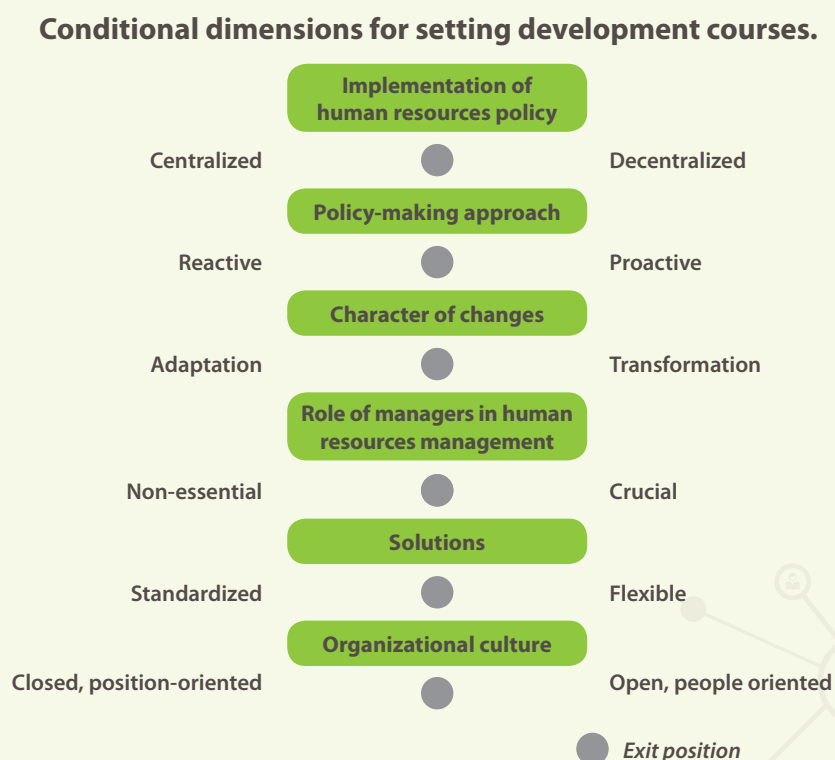 Conditional dimensions for setting development courses.
Implementation of
human resources policy
Centralized
Decentralized
Policy-making approach
Reactive
Proactive
Character of changes
Adaptation
Transformation
Role of managers in human
resources management
Non-essential
Crucial
Solutions
Standardized
Flexible
Organizational culture
Closed, position-oriented
Open, people oriented
Exit position